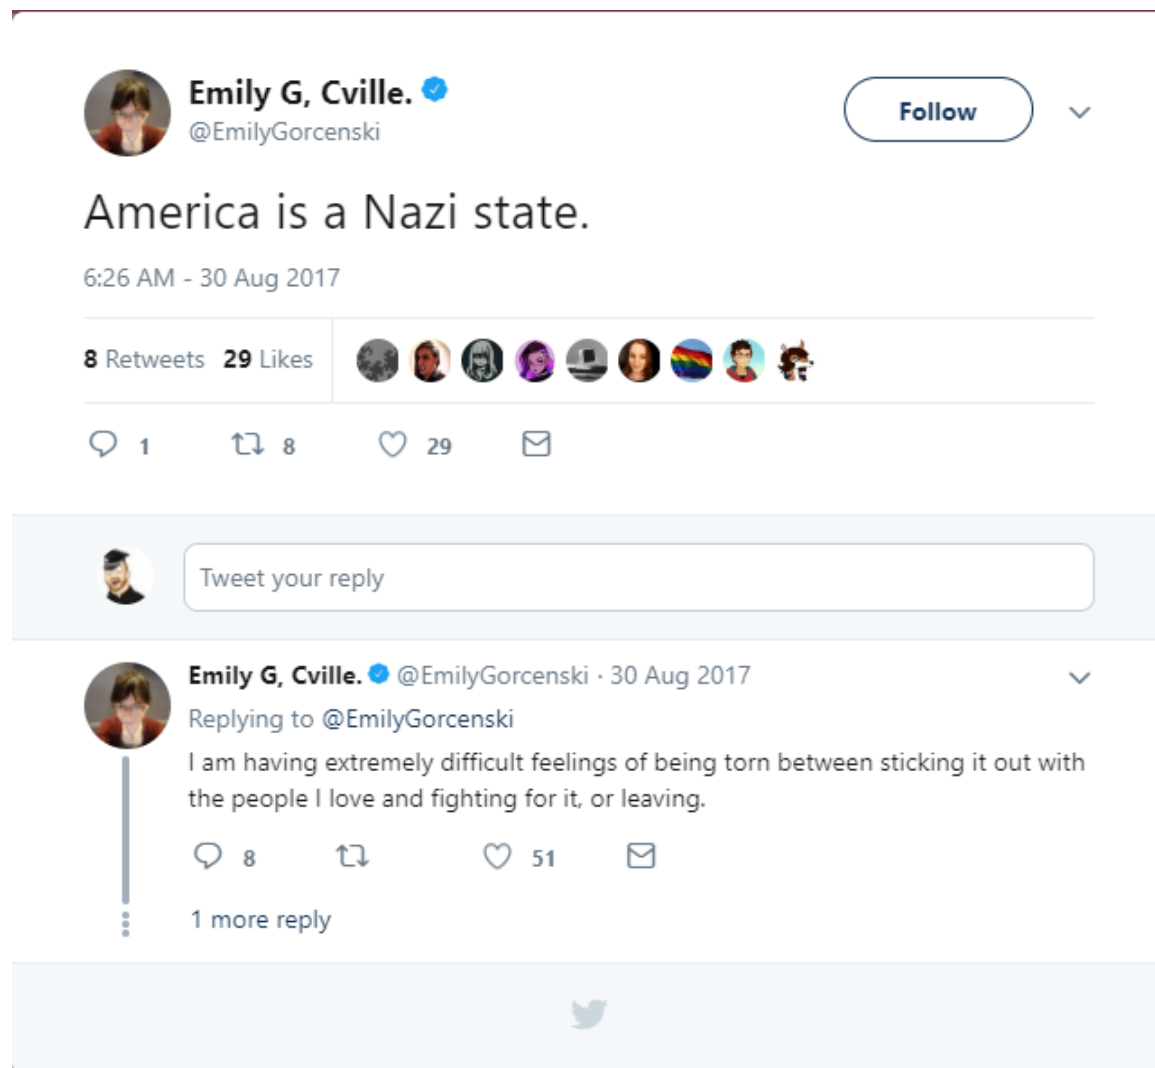 Emily G, Cville.
@EmilyGorcenski
Follow
America is a Nazi state.
6:26 AM - 30 Aug 2017
8 Retweets 29 Likes
1 8 29
Tweet your reply
Emily G, Cville. @EmilyGorcenski · 30 Aug 2017
Replying to @EmilyGorcenski
I am having extremely difficult feelings of being torn between sticking it out with
the people I love and fighting for it, or leaving.
8 51
1 more reply